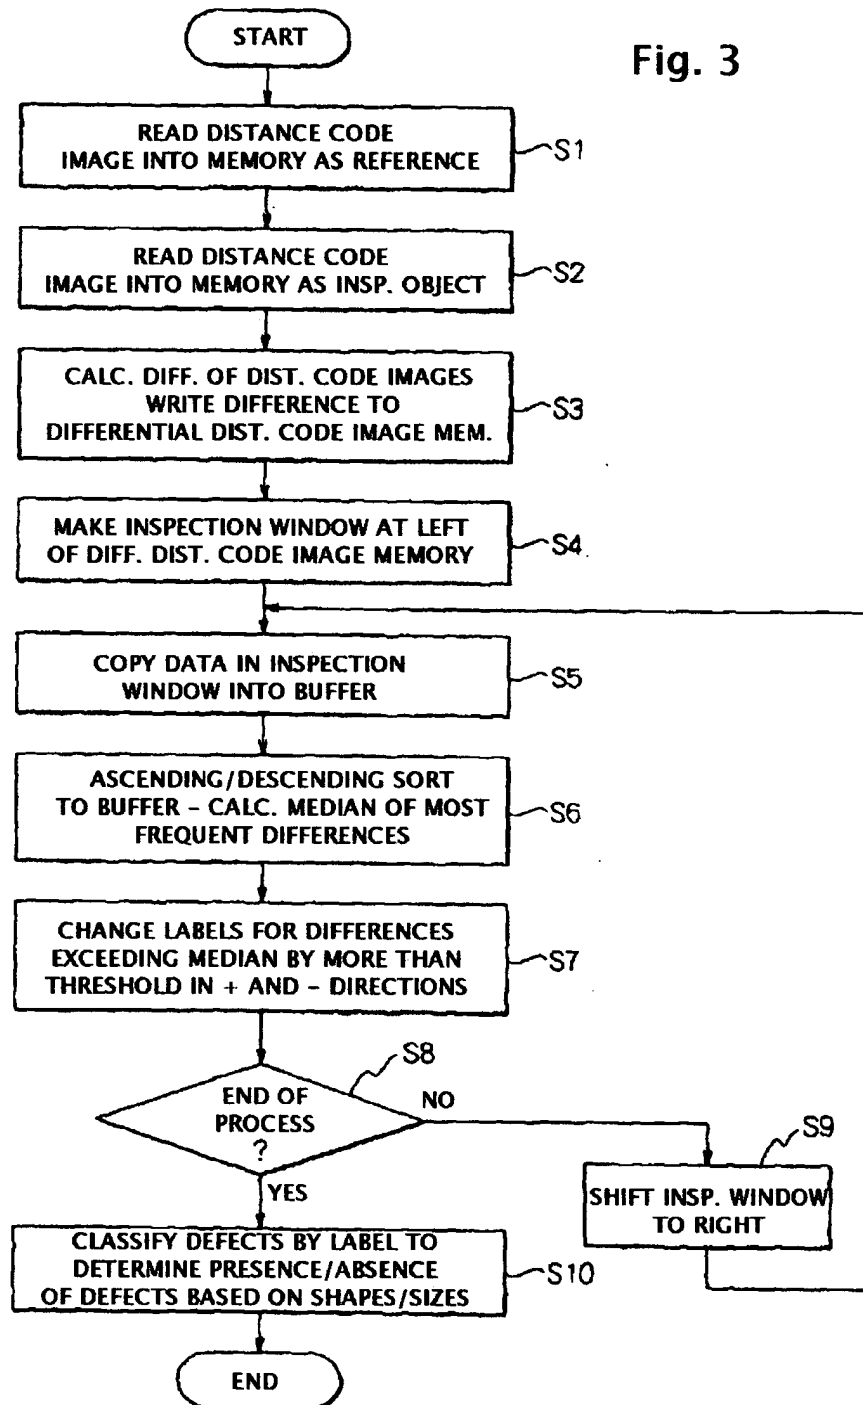 START
Fig. 3
READ DISTANCE CODE
IMAGE INTO MEMORY AS REFERENCE
S1
READ DISTANCE CODE
IMAGE INTO MEMORY AS INSP. OBJECT
S2
CALC. DIFF. OF DIST. CODE IMAGES
WRITE DIFFERENCE TO
DIFFERENTIAL DIST. CODE IMAGE MEM.
S3
MAKE INSPECTION WINDOW AT LEFT
OF DIFF. DIST. CODE IMAGE MEMORY
S4
COPY DATA IN INSPECTION
WINDOW INTO BUFFER
S5
ASCENDING/DESCENDING SORT
TO BUFFER – CALC. MEDIAN OF MOST
FREQUENT DIFFERENCES
S6
CHANGE LABELS FOR DIFFERENCES
EXCEEDING MEDIAN BY MORE THAN
THRESHOLD IN + AND – DIRECTIONS
S7
S8
END OF
PROCESS
?
NO
YES
S9
SHIFT INSP. WINDOW
TO RIGHT
CLASSIFY DEFECTS BY LABEL TO
DETERMINE PRESENCE/ABSENCE
OF DEFECTS BASED ON SHAPES/SIZES
S10
END